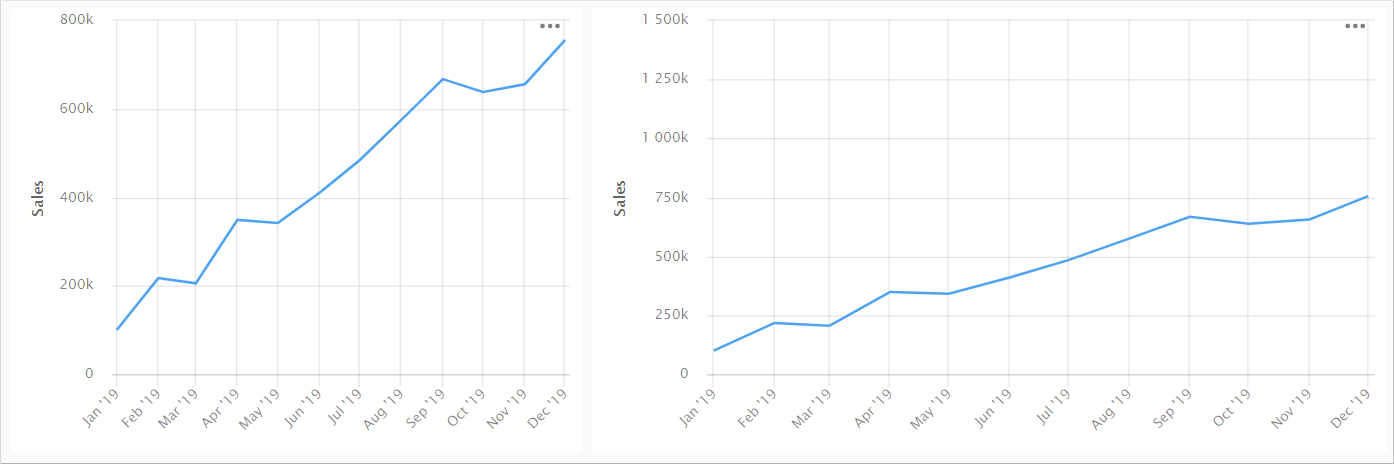 800k
600k
400k
200k
0
Sales
Jan '19
Feb '19
Mar '19
Apr '19
May '19
Jun '19
Jul '19
Aug '19
Sep '19
Oct '19
Nov '19
Dec '19
1 500k
1 250k
1 000k
750k
500k
250k
0
Sales
Jan '19
Feb '19
Mar '19
Apr '19
May '19
Jun '19
Jul '19
Aug '19
Sep '19
Oct '19
Nov '19
Dec '19